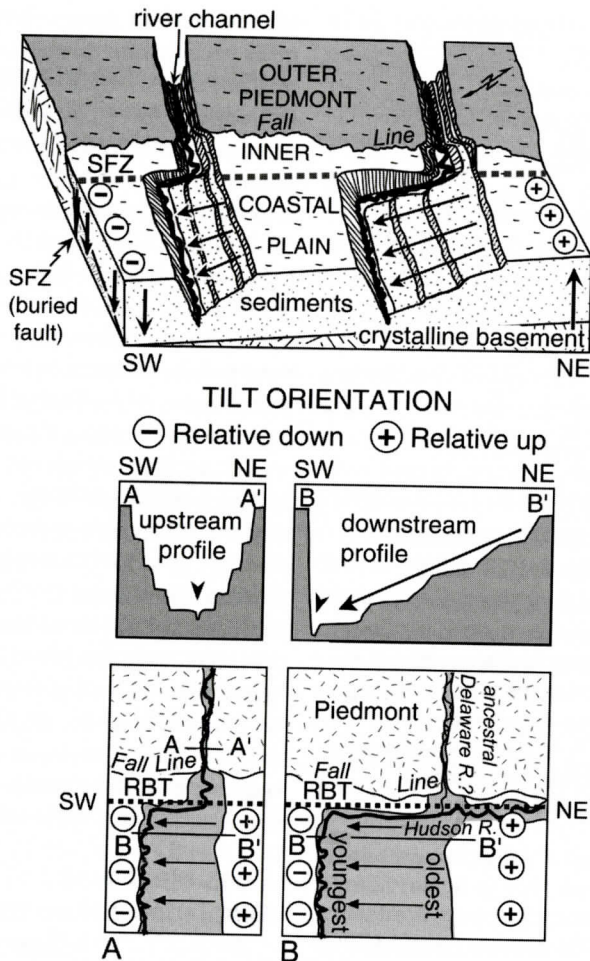 river channel
OUTER
PIEDMONT
Fall
Line
NO TILT
SFZ
INNER
COASTAL
PLAIN
SFZ
(buried
fault)
sediments
crystalline basement
SW
NE
TILT ORIENTATION
− Relative down + Relative up
SW NE
A A'
upstream
profile
SW NE
B B'
downstream
profile
Fall Line
A A'
RBT
SW
B B'
A
Piedmont
ancestral
Delaware R.?
Fall
Line
RBT
NE
Hudson R.
B B'
youngest
oldest
B